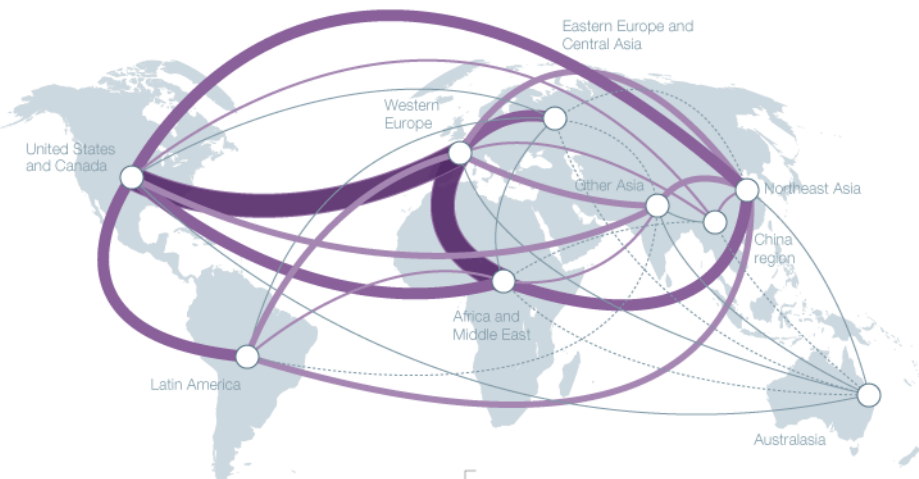 Eastern Europe and
Central Asia
Western
Europe
United States
and Canada
Other Asia
Northeast Asia
China
region
Africa and
Middle East
Latin America
Australasia